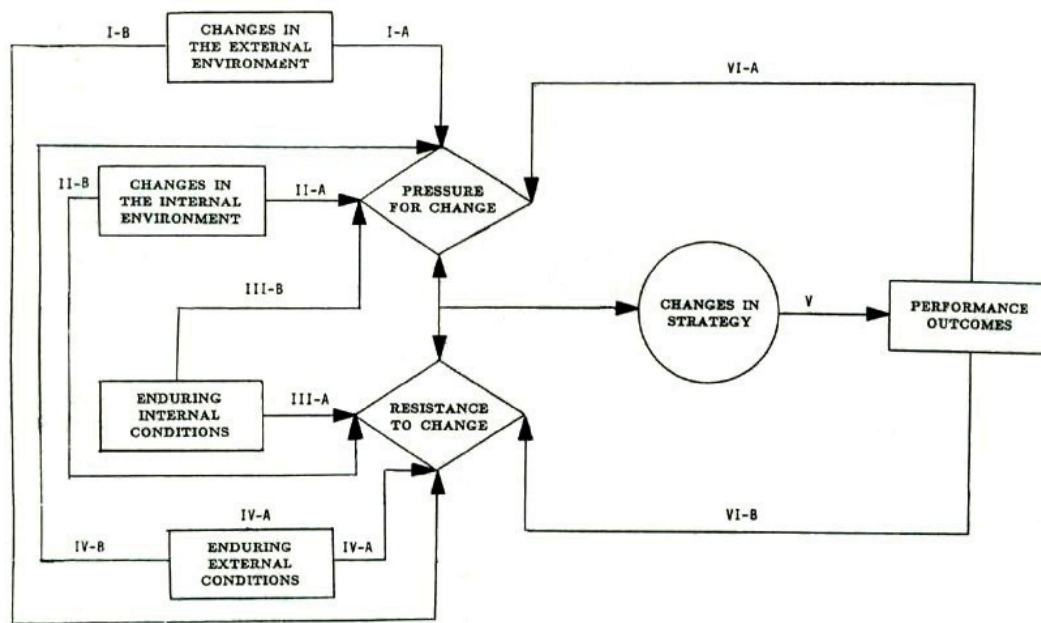 I-B
CHANGES IN
THE EXTERNAL
ENVIRONMENT
I-A
VI-A
II-B
CHANGES IN
THE INTERNAL
ENVIRONMENT
II-A
PRESSURE
FOR CHANGE
III-B
CHANGES IN
STRATEGY
V
PERFORMANCE
OUTCOMES
ENDURING
INTERNAL
CONDITIONS
III-A
RESISTANCE
TO CHANGE
IV-A
VI-B
IV-B
ENDURING
EXTERNAL
CONDITIONS
IV-A